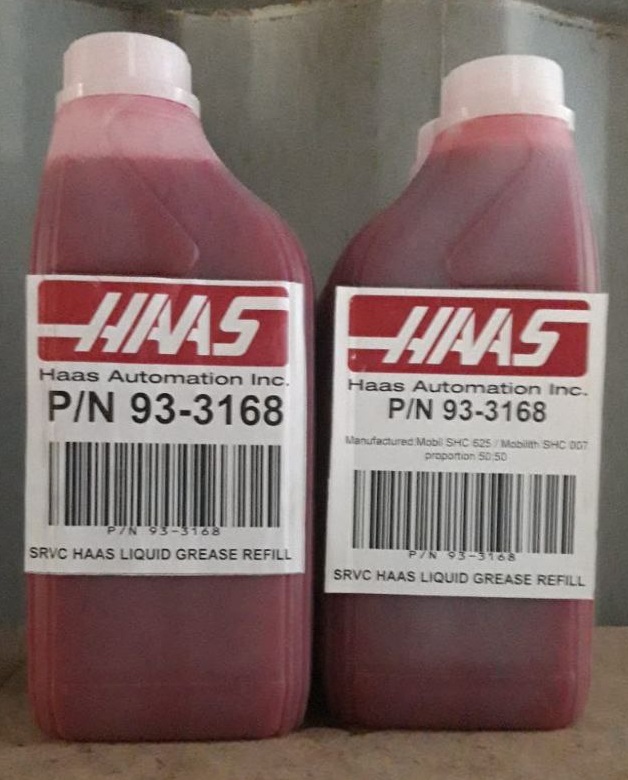 HAAS
Haas Automation Inc.
P/N 93-3168
P/N 93-3168
SRVC HAAS LIQUID GREASE REFILL
HAAS
Haas Automation Inc.
P/N 93-3168
Manufactured:Mobil SHC 625 / Mobilith SHC 007
proportion 50:50
P/N 93-3168
SRVC HAAS LIQUID GREASE REFILL